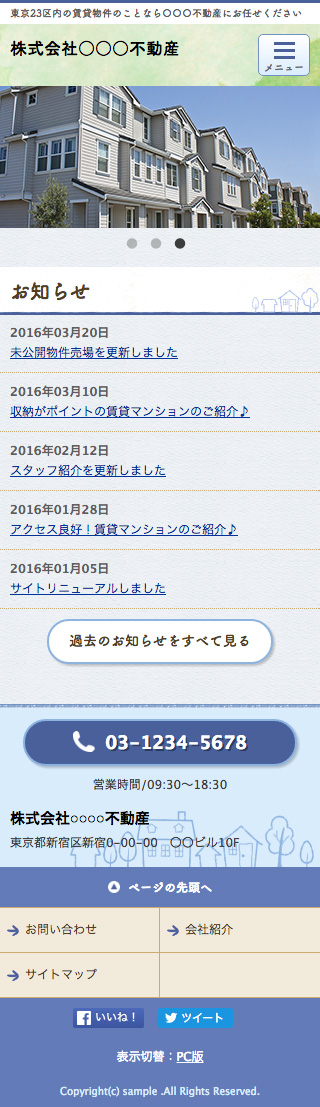 東京23区内の賃貸物件のことなら〇〇〇不動産にお任せください
株式会社〇〇〇不動産
メニュー
お知らせ
2016年03月20日
未公開物件売場を更新しました
2016年03月10日
収納がポイントの賃貸マンションのご紹介♪
2016年02月12日
スタッフ紹介を更新しました
2016年01月28日
アクセス良好！賃貸マンションのご紹介♪
2016年01月05日
サイトリニューアルしました
過去のお知らせをすべて見る
03-1234-5678
営業時間/09:30～18:30
株式会社○○○○不動産
東京都新宿区新宿0-00-00　〇〇ビル10F
ページの先頭へ
お問い合わせ
会社紹介
サイトマップ
いいね！
ツイート
表示切替：PC版
Copyright(c) sample .All Rights Reserved.